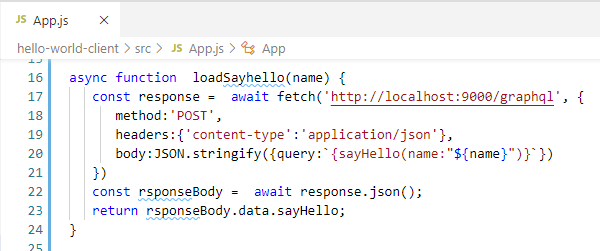 JS App.js ×
hello-world-client > src > JS App.js > App
15
16 async function  loadSayhello(name) {
17 const response =  await fetch('http://localhost:9000/graphql', {
18 method:'POST',
19 headers:{'content-type':'application/json'},
20 body:JSON.stringify({query:`{sayHello(name:"${name}")}`})
21 })
22 const rsponseBody =  await response.json();
23 return rsponseBody.data.sayHello;
24 }
25